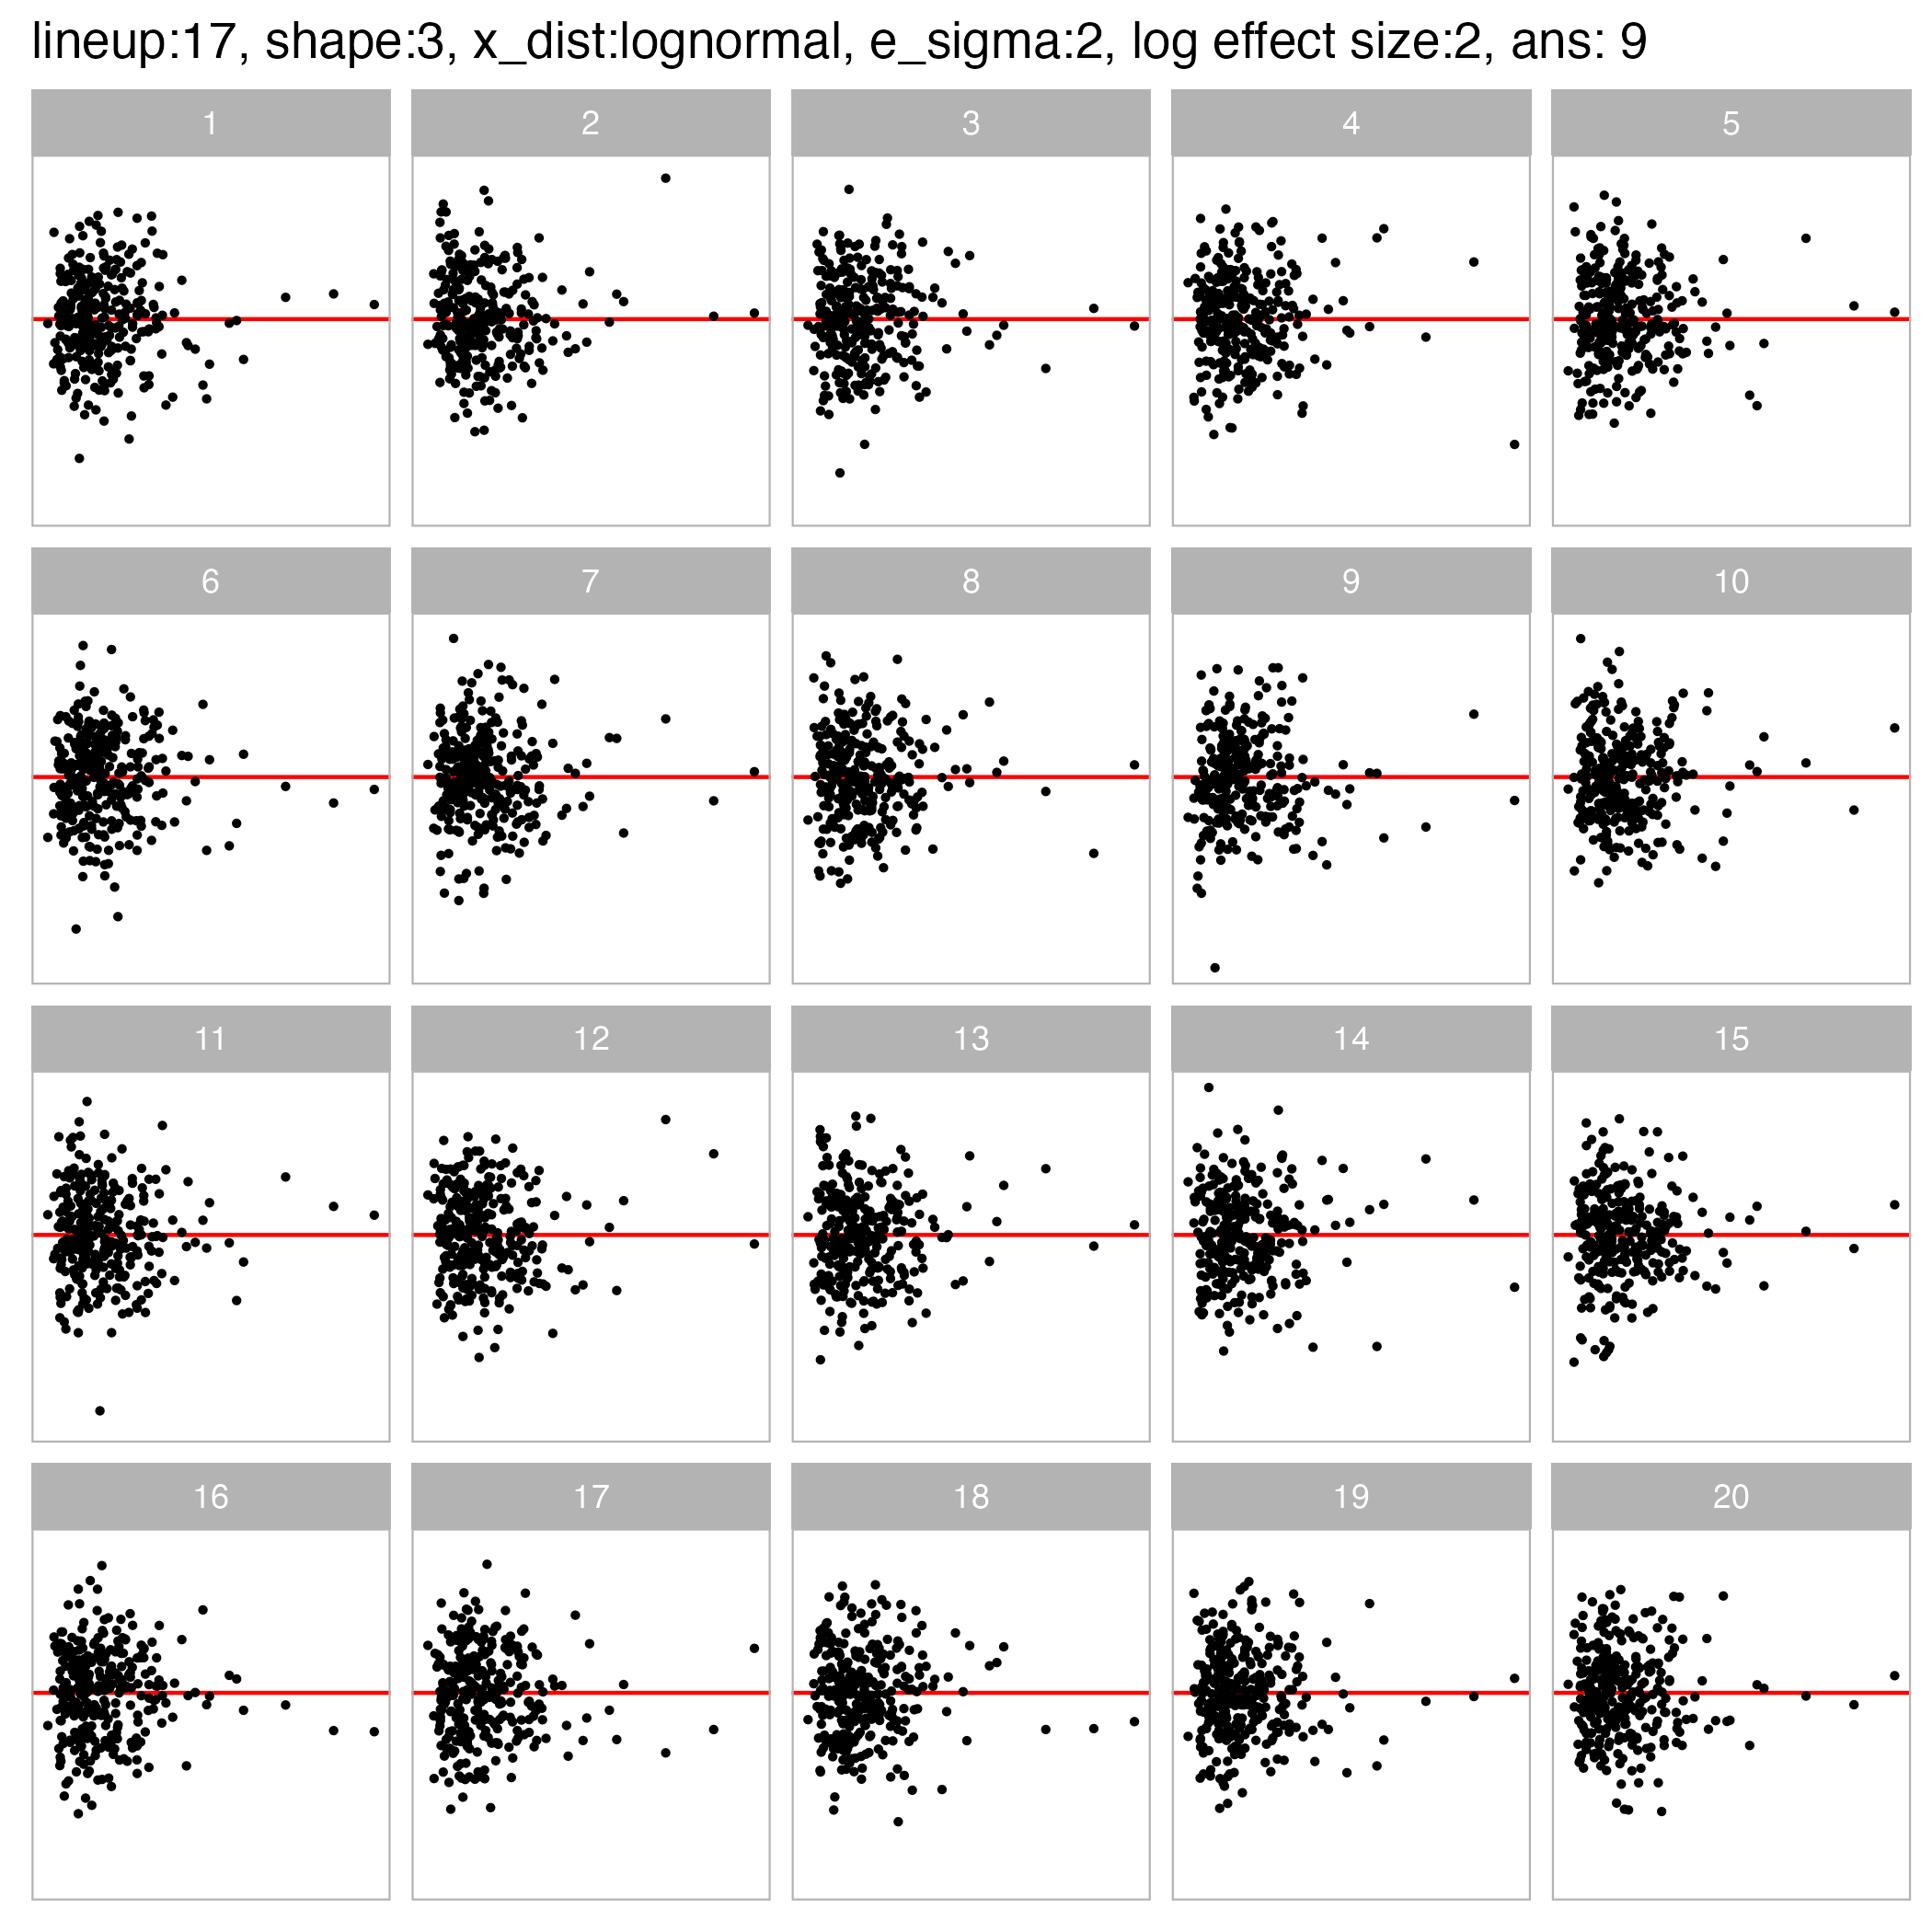 lineup:17, shape:3, x_dist:lognormal, e_sigma:2, log effect size:2, ans: 9
1 2 3 4 5
6 7 8 9 10
11 12 13 14 15
16 17 18 19 20